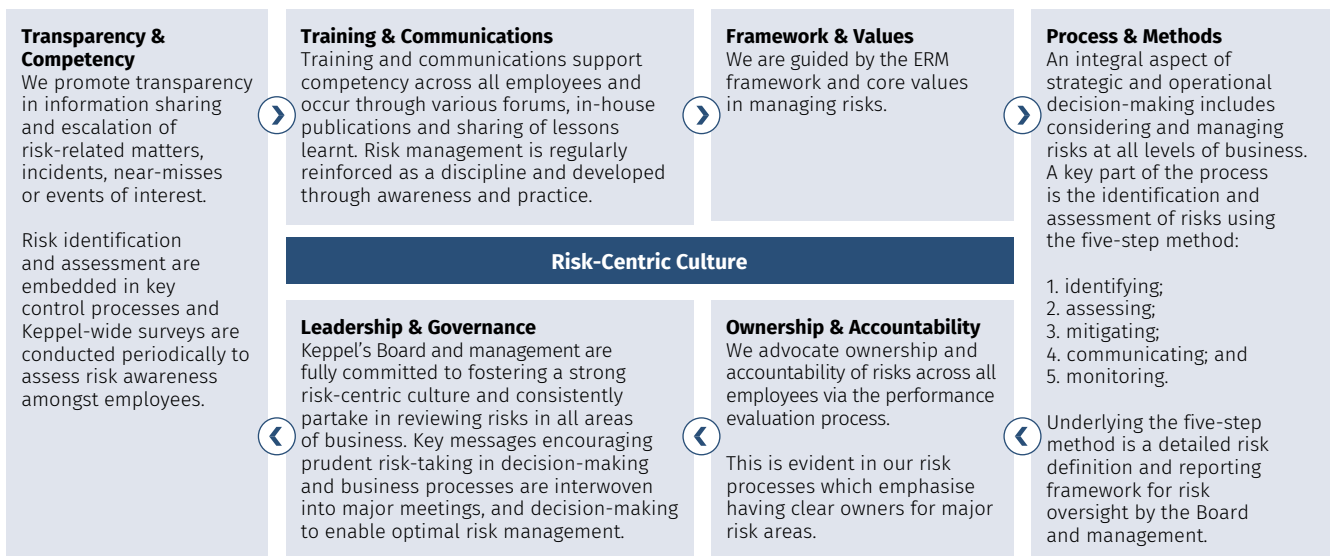 Transparency &
Competency
We promote transparency
in information sharing
and escalation of
risk-related matters,
incidents, near-misses
or events of interest.
Risk identification
and assessment are
embedded in key
control processes and
Keppel-wide surveys are
conducted periodically to
assess risk awareness
amongst employees.
Training & Communications
Training and communications support
competency across all employees and
occur through various forums, in-house
publications and sharing of lessons
learnt. Risk management is regularly
reinforced as a discipline and developed
through awareness and practice.
Framework & Values
We are guided by the ERM
framework and core values
in managing risks.
Process & Methods
An integral aspect of
strategic and operational
decision-making includes
considering and managing
risks at all levels of business.
A key part of the process
is the identification and
assessment of risks using
the five-step method:
1. identifying;
2. assessing;
3. mitigating;
4. communicating; and
5. monitoring.
Underlying the five-step
method is a detailed risk
definition and reporting
framework for risk
oversight by the Board
and management.
Risk-Centric Culture
Leadership & Governance
Keppel's Board and management are
fully committed to fostering a strong
risk-centric culture and consistently
partake in reviewing risks in all areas
of business. Key messages encouraging
prudent risk-taking in decision-making
and business processes are interwoven
into major meetings, and decision-making
to enable optimal risk management.
Ownership & Accountability
We advocate ownership and
accountability of risks across all
employees via the performance
evaluation process.
This is evident in our risk
processes which emphasise
having clear owners for major
risk areas.